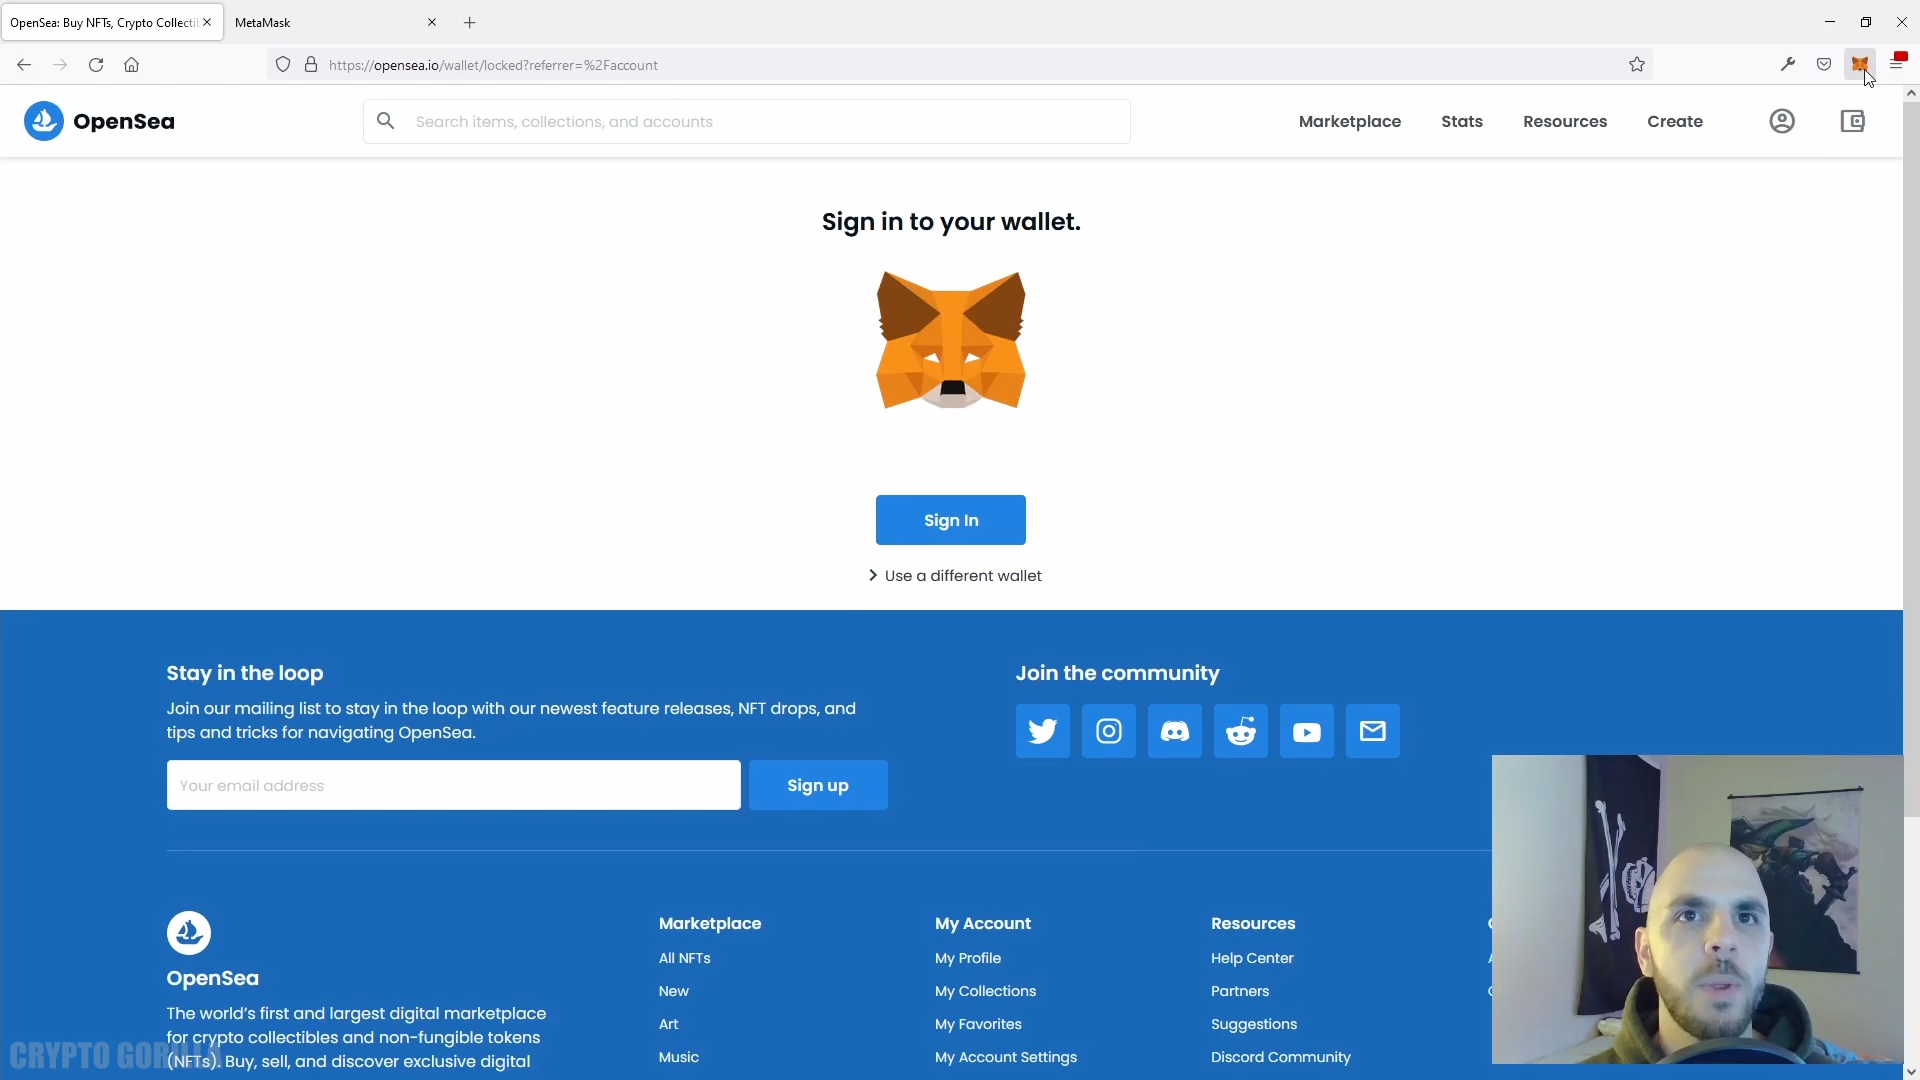 OpenSea: Buy NFTs, Crypto Collecti
MetaMask
https://opensea.io/wallet/locked?referrer=%2Faccount
OpenSea
Search items, collections, and accounts
Marketplace
Stats
Resources
Create
Sign in to your wallet.
Sign In
Use a different wallet
Stay in the loop
Join our mailing list to stay in the loop with our newest feature releases, NFT drops, and
tips and tricks for navigating OpenSea.
Your email address
Sign up
Join the community
OpenSea
The world's first and largest digital marketplace
for crypto collectibles and non-fungible tokens
(NFTs). Buy, sell, and discover exclusive digital
Marketplace
All NFTs
New
Art
Music
My Account
My Profile
My Collections
My Favorites
My Account Settings
Resources
Help Center
Partners
Suggestions
Discord Community
CRYPTO GORILLA